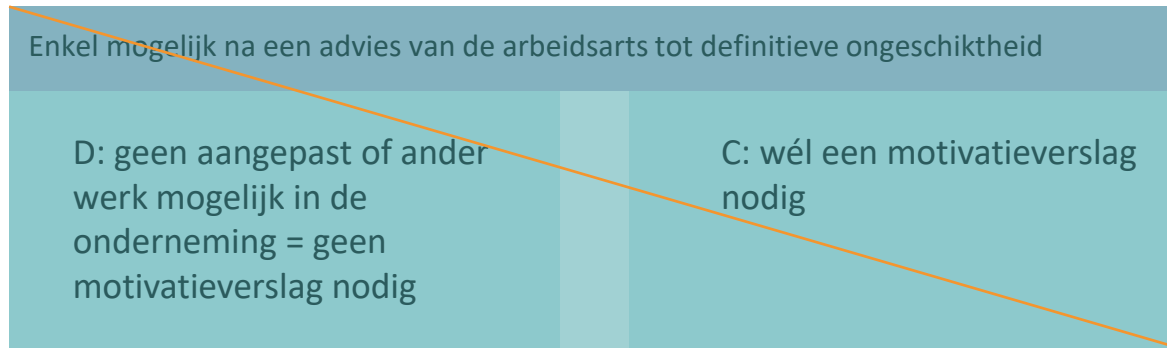 Enkel mogelijk na een advies van de arbeidsarts tot definitieve ongeschiktheid
D: geen aangepast of ander
werk mogelijk in de
onderneming = geen
motivatieverslag nodig
C: wél een motivatieverslag
nodig